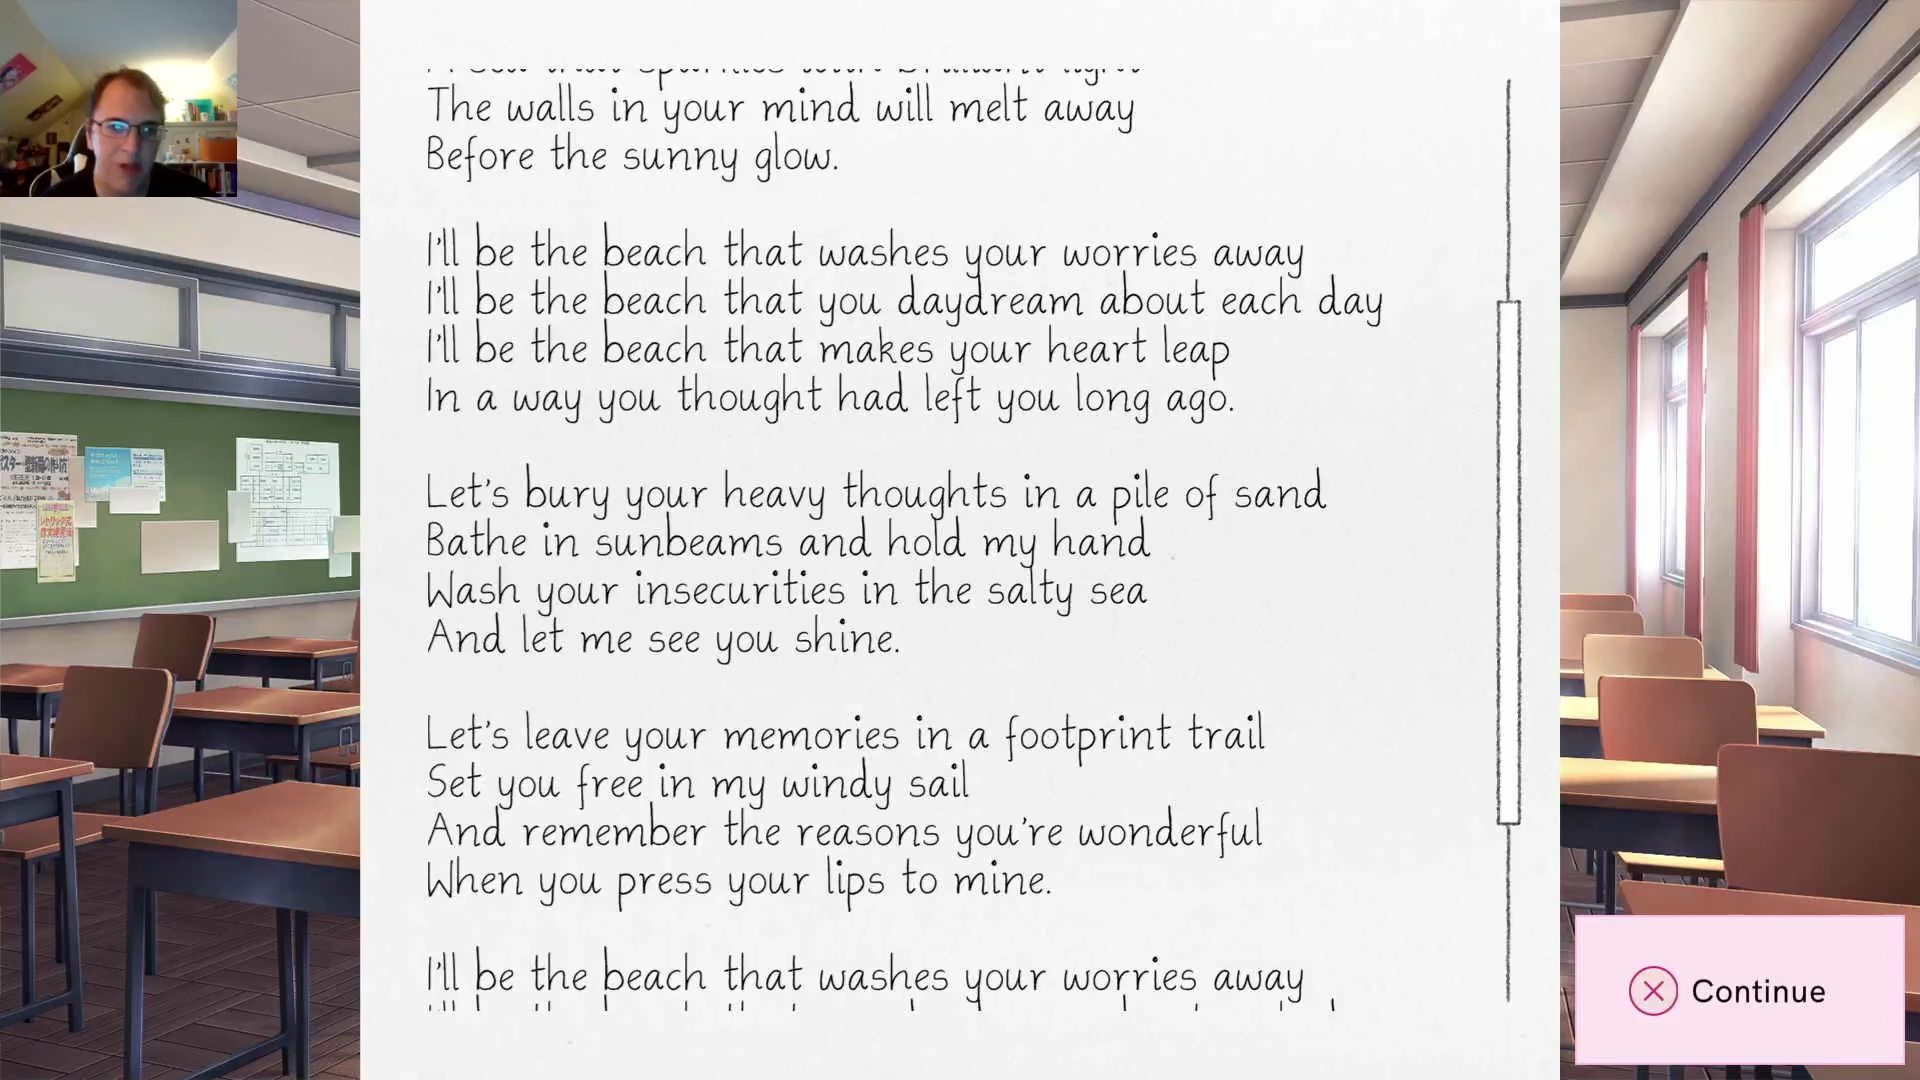 The walls in your mind will melt away
Before the sunny glow.
I'll be the beach that washes your worries away
I'll be the beach that you daydream about each day
I'll be the beach that makes your heart leap
In a way you thought had left you long ago.
Let's bury your heavy thoughts in a pile of sand
Bathe in sunbeams and hold my hand
Wash your insecurities in the salty sea
And let me see you shine.
Let's leave your memories in a footprint trail
Set you free in my windy sail
And remember the reasons you're wonderful
When you press your lips to mine.
I'll be the beach that washes your worries away
Continue